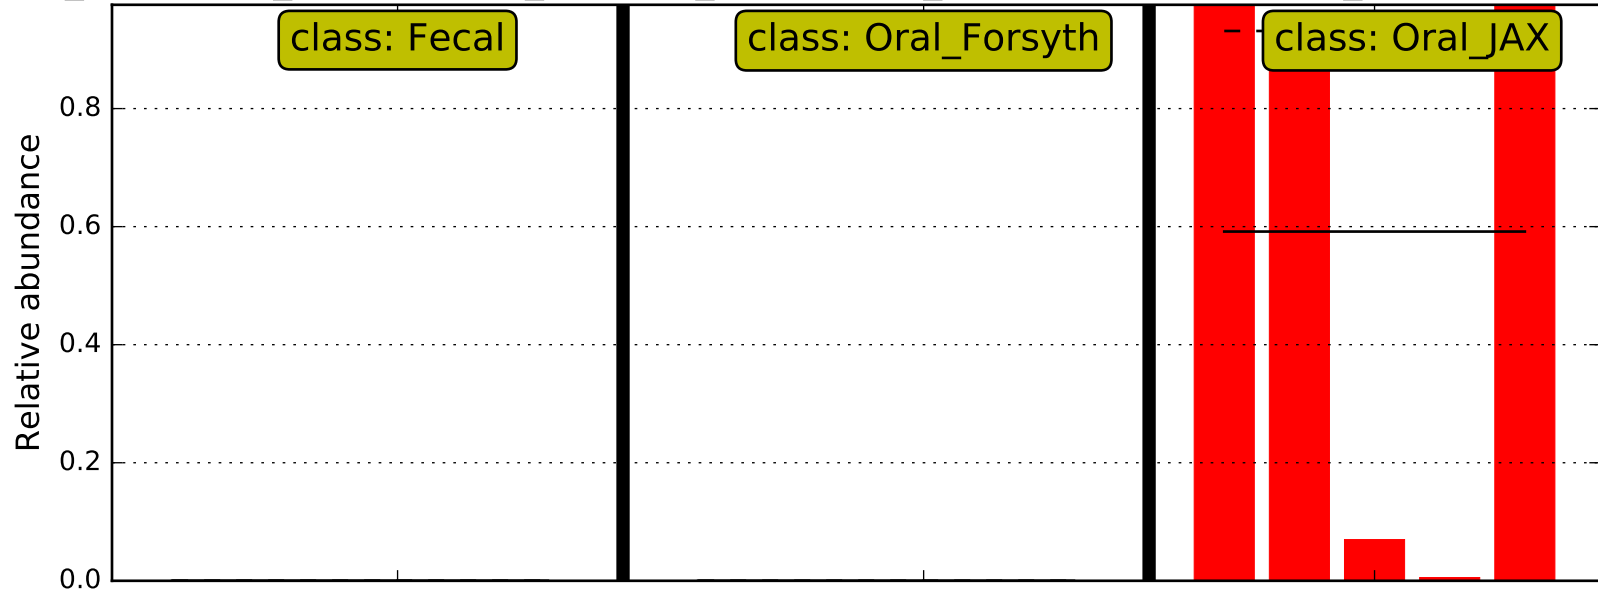 class: Fecal
class: Oral_Forsyth
class: Oral_JAX
Relative abundance
0.8
0.6
0.4
0.2
0.0